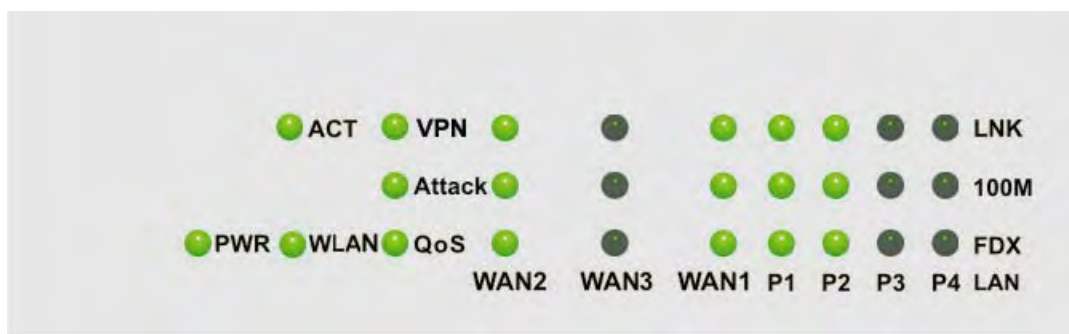 ACT VPN LNK
Attack 100M
PWR WLAN QoS FDX
WAN2 WAN3 WAN1 P1 P2 P3 P4 LAN